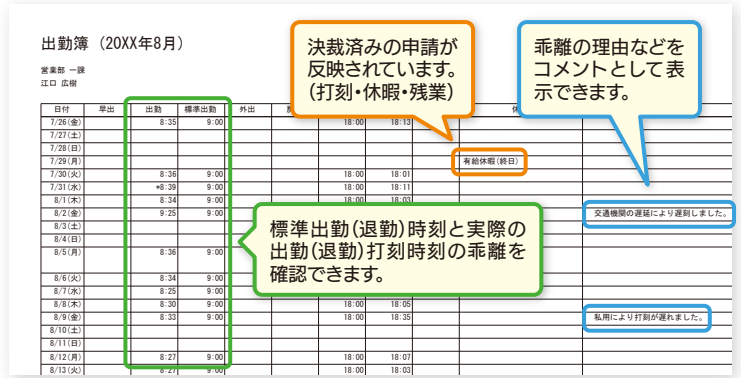 出勤簿（20XX年8月）
営業部 一課
江口 広樹
決裁済みの申請が
反映されています。
（打刻・休暇・残業）
乖離の理由などを
コメントとして表
示できます。
日付 早出 出勤 標準出勤 外出
7/26(金) 8:35 9:00 18:00 18:13
7/27(土)
7/28(日)
7/29(月) 有給休暇(終日)
7/30(火) 8:36 9:00 18:00 18:01
7/31(水) *8:39 9:00 18:00 18:11
8/1(木) 8:34 9:00 18:00 18:03
8/2(金) 9:25 9:00 交通機関の遅延により遅刻しました。
8/3(土)
8/4(日)
8/5(月) 8:36 9:00
標準出勤(退勤)時刻と実際の
出勤(退勤)打刻時刻の乖離を
確認できます。
8/6(火) 8:34 9:00
8/7(水) 8:25 9:00
8/8(木) 8:30 9:00 18:00 18:05
8/9(金) 8:33 9:00 18:00 18:35 私用により打刻が遅れました。
8/10(土)
8/11(日)
8/12(月) 8:27 9:00 18:00 18:07
8/13(火) 8:27 9:00 18:00 18:03